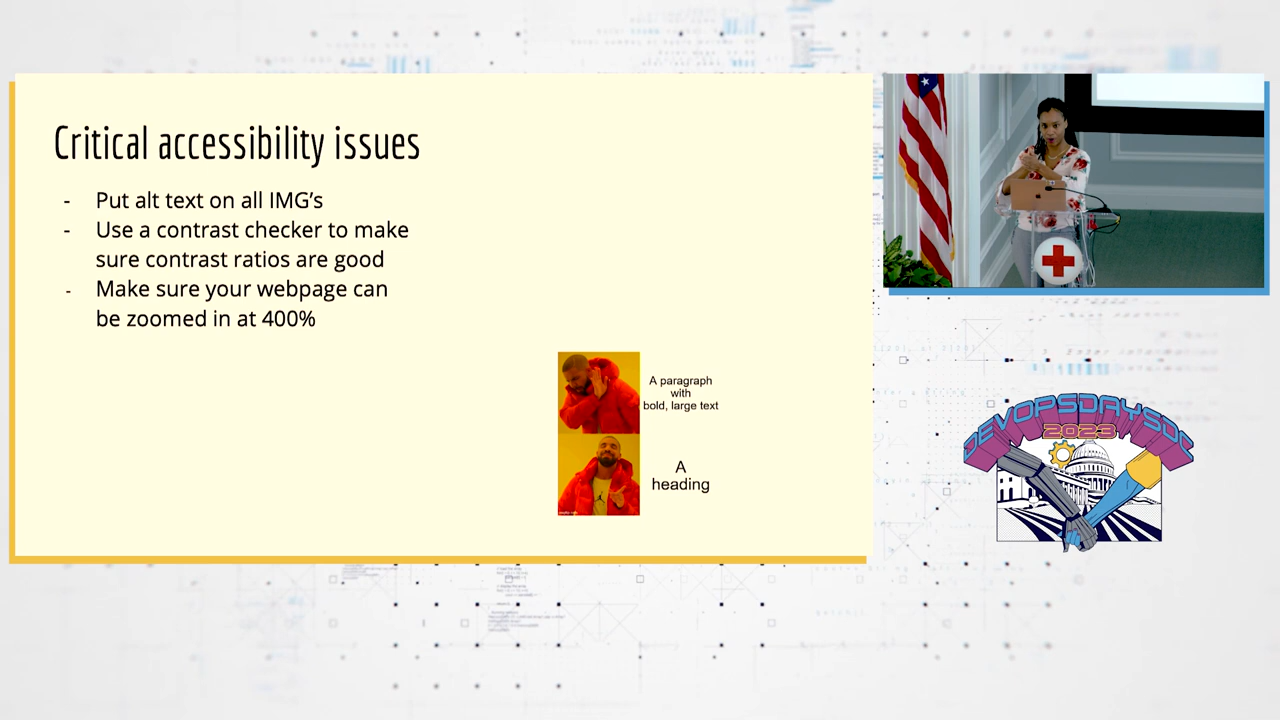 Critical accessibility issues
- Put alt text on all IMG's
- Use a contrast checker to make
sure contrast ratios are good
- Make sure your webpage can
be zoomed in at 400%
A paragraph
with
bold, large text
A
heading
DEVOPSDAYSDC
2023